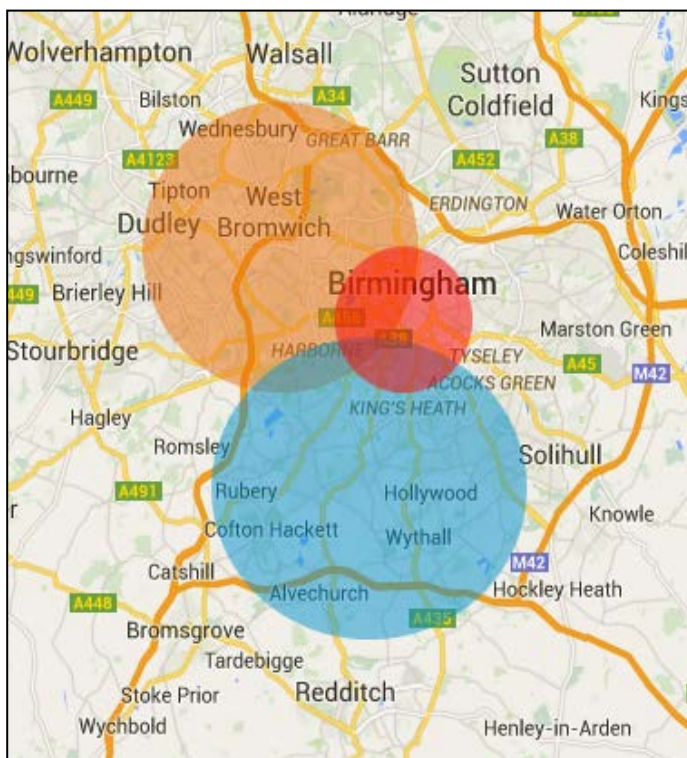 Wolverhampton
Walsall
Sutton
Coldfield
A449
Bilston
A34
Kings
Wednesbury
GREAT BARR
A38
A4123
A452
bourne
Tipton
West
Bromwich
ERDINGTON
Dudley
Water Orton
ngswinford
Coleshill
449
Brierley Hill
Birmingham
A456
Marston Green
A38
Stourbridge
HARBORNE
TYSELEY
A45
ACOCKS GREEN
M42
KING'S HEATH
Hagley
Romsley
Solihull
A491
Rubery
Hollywood
Knowle
Cofton Hackett
Wythall
M42
Catshill
Alvechurch
Hockley Heath
A448
A435
Bromsgrove
Tardebigge
Stoke Prior
Redditch
Wychbold
Henley-in-Arden